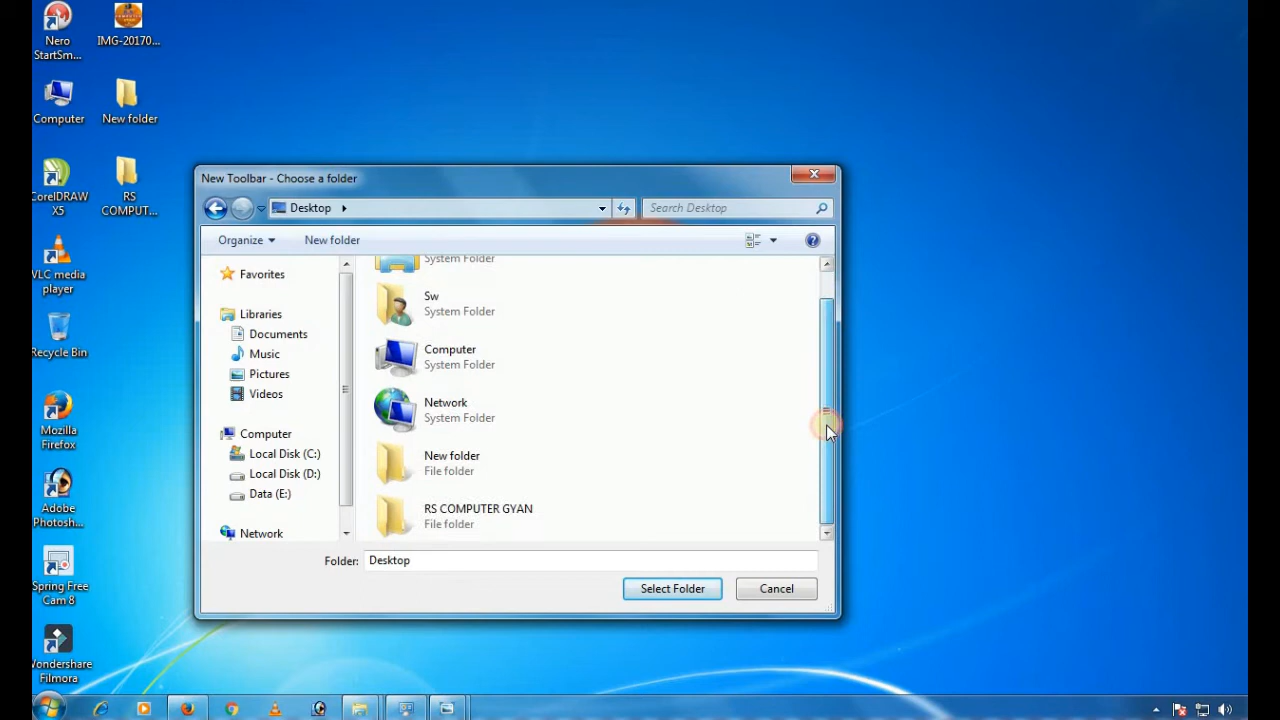 Nero
StartSm...
IMG-20170...
Computer
New folder
CorelDRAW
X5
RS
COMPUT...
VLC media
player
Recycle Bin
Mozilla
Firefox
Adobe
Photosh...
Spring Free
Cam 8
Wondershare
Filmora
New Toolbar - Choose a folder
Desktop
Search Desktop
Organize
New folder
Favorites
Libraries
Documents
Music
Pictures
Videos
Computer
Local Disk (C:)
Local Disk (D:)
Data (E:)
Network
System Folder
Sw
System Folder
Computer
System Folder
Network
System Folder
New folder
File folder
RS COMPUTER GYAN
File folder
Folder: Desktop
Select Folder
Cancel